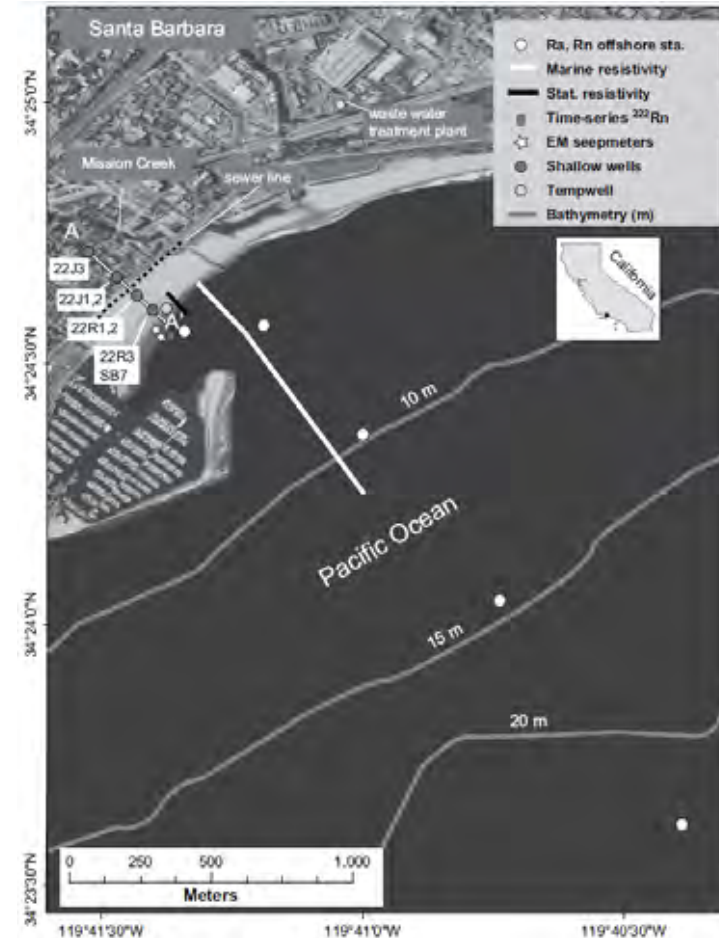 Santa Barbara
Ra, Rn offshore sta.
Marine resistivity
Stat. resistivity
Time-series ²²²Rn
EM seepmeters
Shallow wells
Tempwell
Bathymetry (m)
34°25'0"N
waste water
treatment plant
Mission Creek
sewer line
A
22J3
22J1,2
22R1,2
22R3
SB7
A'
California
34°24'30"N
10 m
Pacific Ocean
34°24'0"N
15 m
20 m
0 250 500 1.000
Meters
34°23'30"N
119°41'30"W 119°41'0"W 119°40'30"W